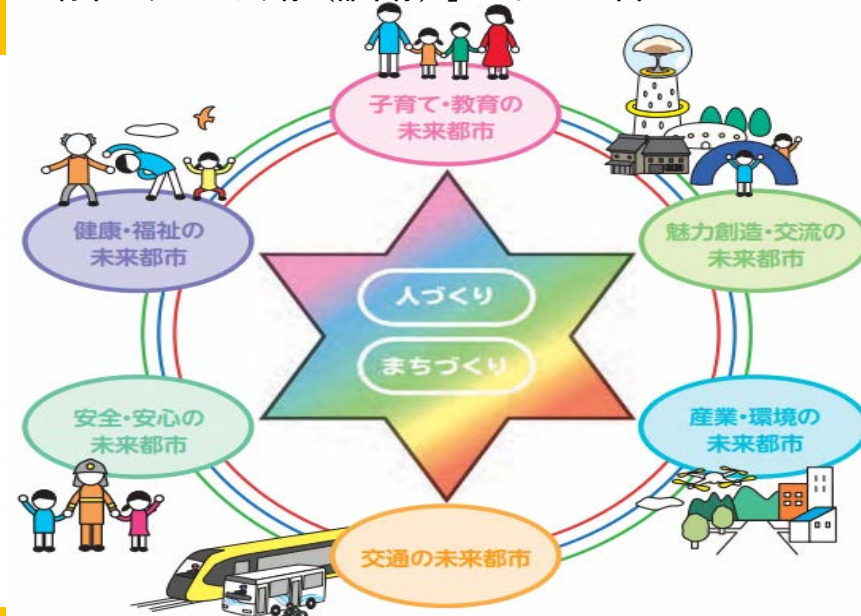 子育て・教育の
未来都市
健康・福祉の
未来都市
魅力創造・交流の
未来都市
人づくり
まちづくり
安全・安心の
未来都市
産業・環境の
未来都市
交通の未来都市